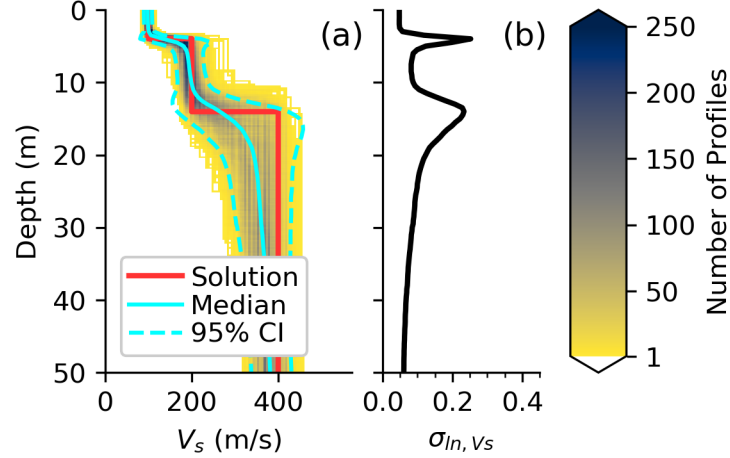 (a)
(b)
0
10
20
30
40
50
Depth (m)
Solution
Median
95% CI
0
200
400
V_s (m/s)
0.0
0.2
0.4
σ_ln,Vs
250
200
150
100
50
1
Number of Profiles